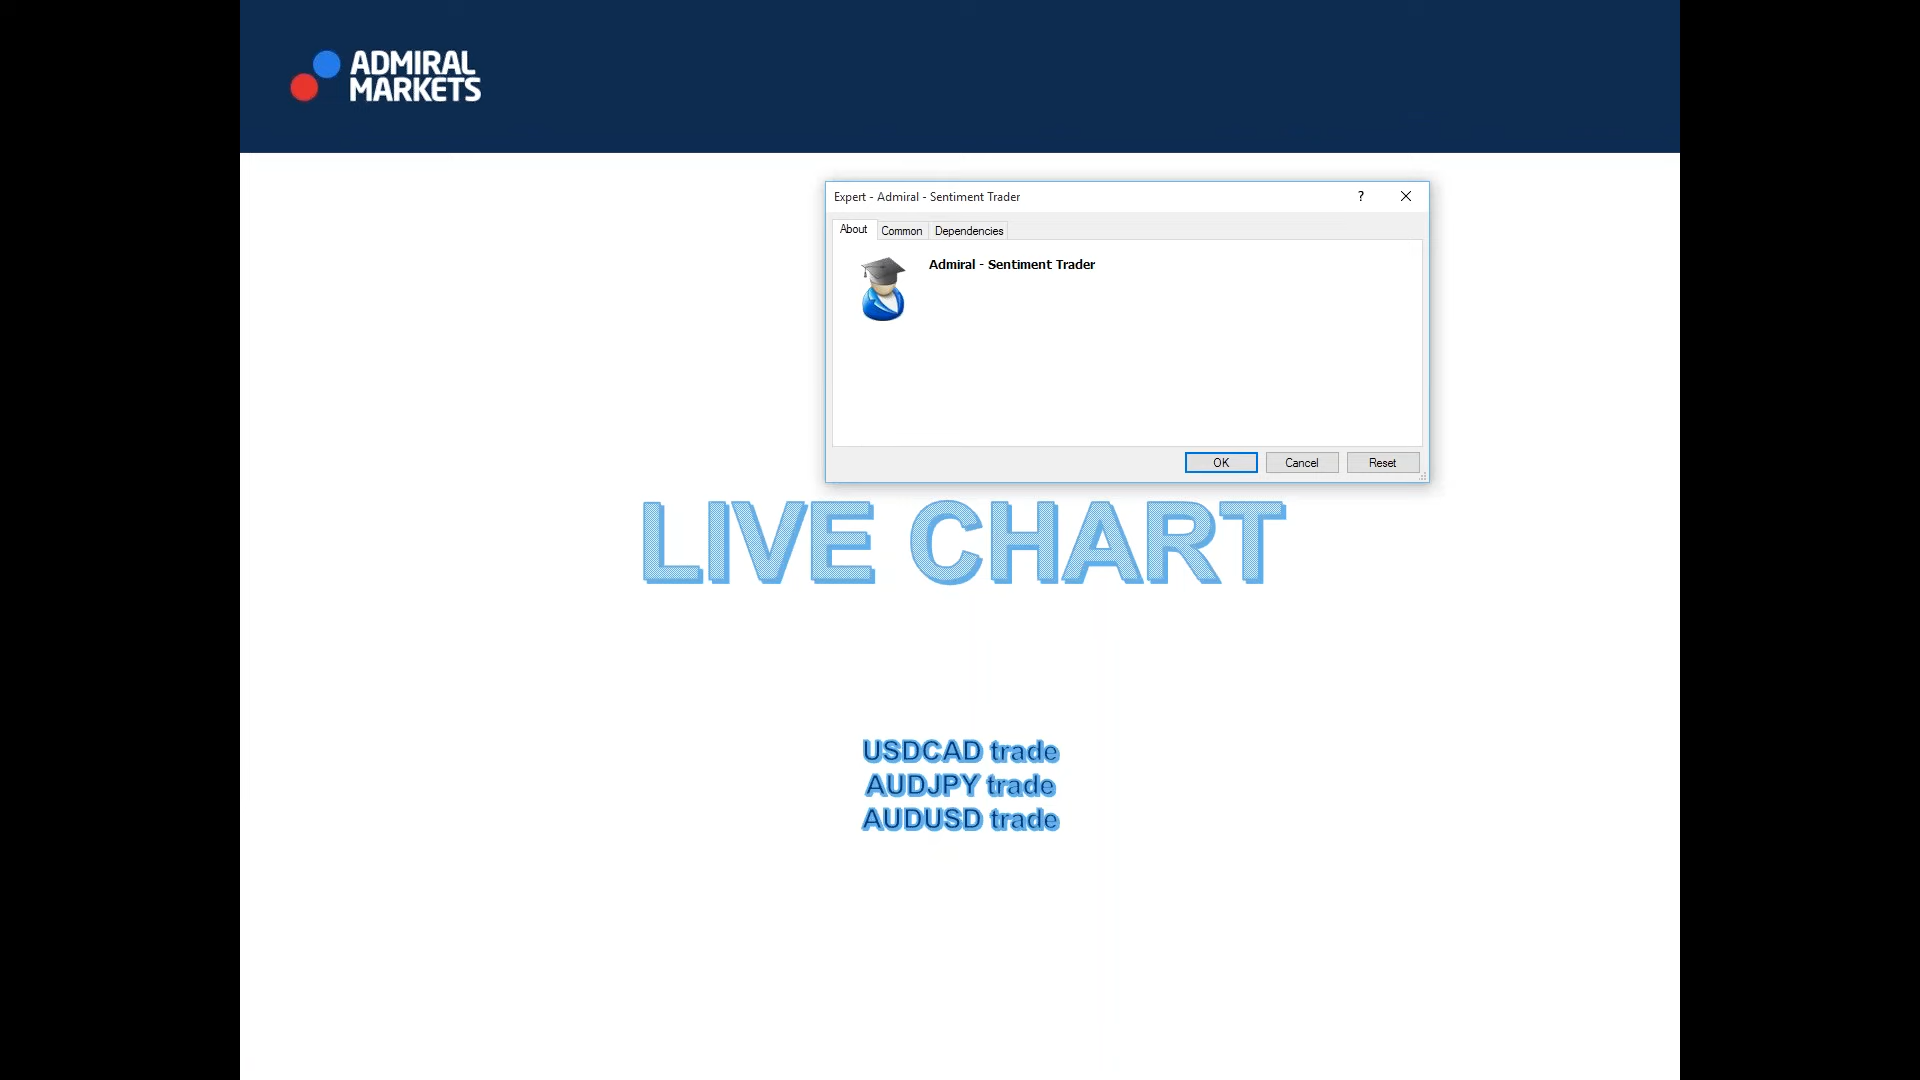 ADMIRAL
MARKETS
Expert - Admiral - Sentiment Trader
?
About Common Dependencies
Admiral - Sentiment Trader
OK Cancel Reset
LIVE CHART
USDCAD trade
AUDJPY trade
AUDUSD trade